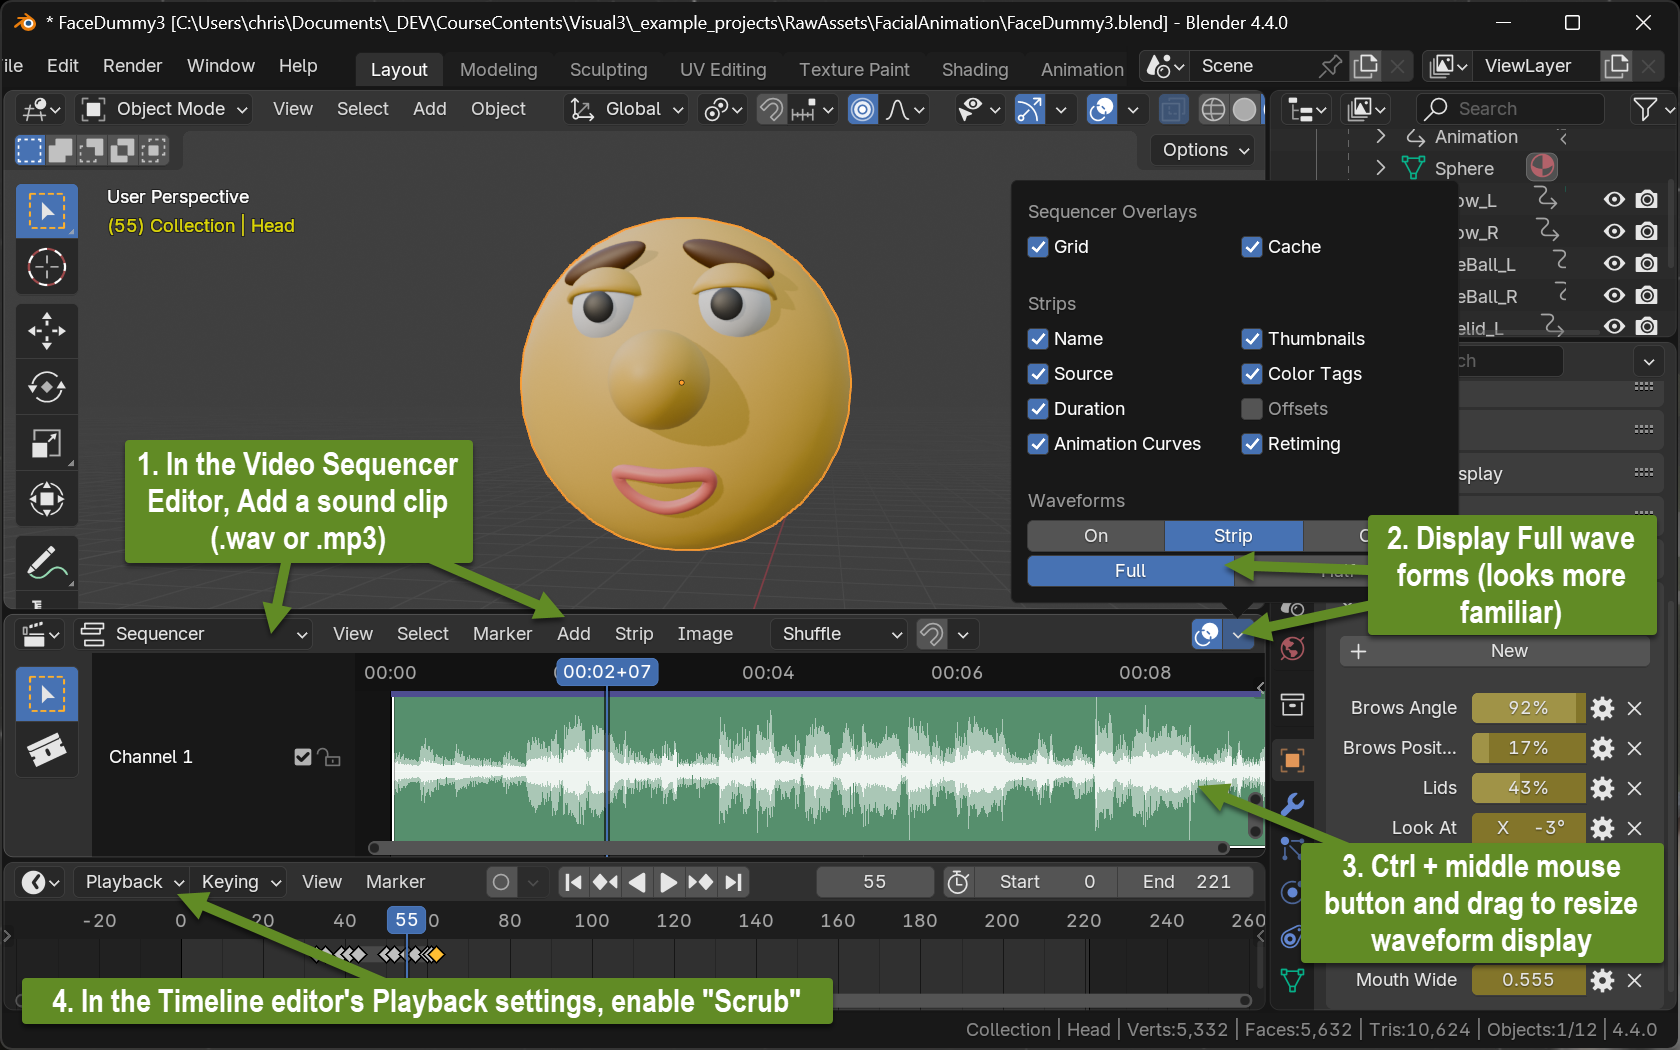 * FaceDummy3 [C:\Users\chris\Documents\_DEV\CourseContents\Visual3\_example_projects\RawAssets\FacialAnimation\FaceDummy3.blend] - Blender 4.4.0
ile Edit Render Window Help Layout Modeling Sculpting UV Editing Texture Paint Shading Animation Scene ViewLayer
Object Mode View Select Add Object Global Search
Options
Animation
Sphere
User Perspective
(55) Collection | Head
ow_L
ow_R
eBall_L
eBall_R
elid_L
Sequencer Overlays
Grid Cache
Strips
Name Thumbnails
Source Color Tags
Duration Offsets
Animation Curves Retiming
Waveforms
On Strip
Full Half
ch
splay
1. In the Video Sequencer
Editor, Add a sound clip
(.wav or .mp3)
2. Display Full wave
forms (looks more
familiar)
Sequencer View Select Marker Add Strip Image Shuffle
New
00:00 00:02+07 00:04 00:06 00:08
Channel 1
Brows Angle 92%
Brows Posit... 17%
Lids 43%
Look At X -3°
3. Ctrl + middle mouse
button and drag to resize
waveform display
Mouth Wide 0.555
Playback Keying View Marker 55 Start 0 End 221
-20 0 20 40 55 0 80 100 120 140 160 180 200 220 240 260
4. In the Timeline editor's Playback settings, enable "Scrub"
Collection | Head | Verts:5,332 | Faces:5,632 | Tris:10,624 | Objects:1/12 | 4.4.0